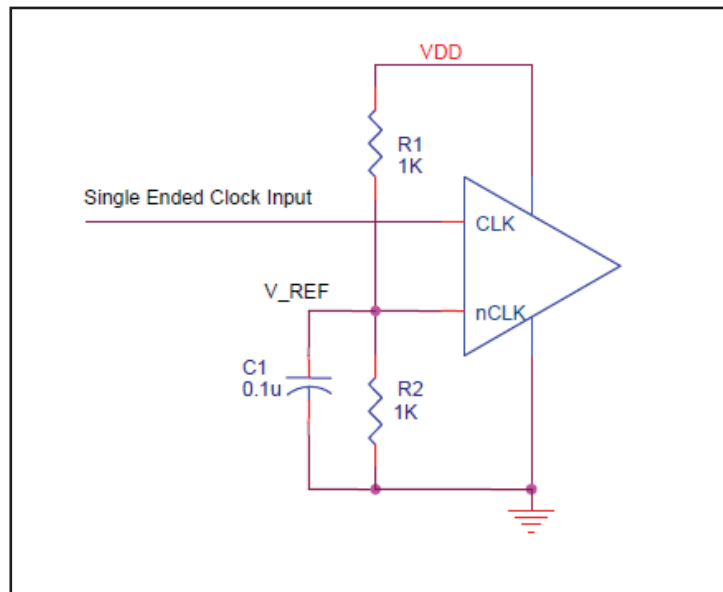 VDD
R1
1K
Single Ended Clock Input
CLK
V_REF
nCLK
C1
0.1u
R2
1K